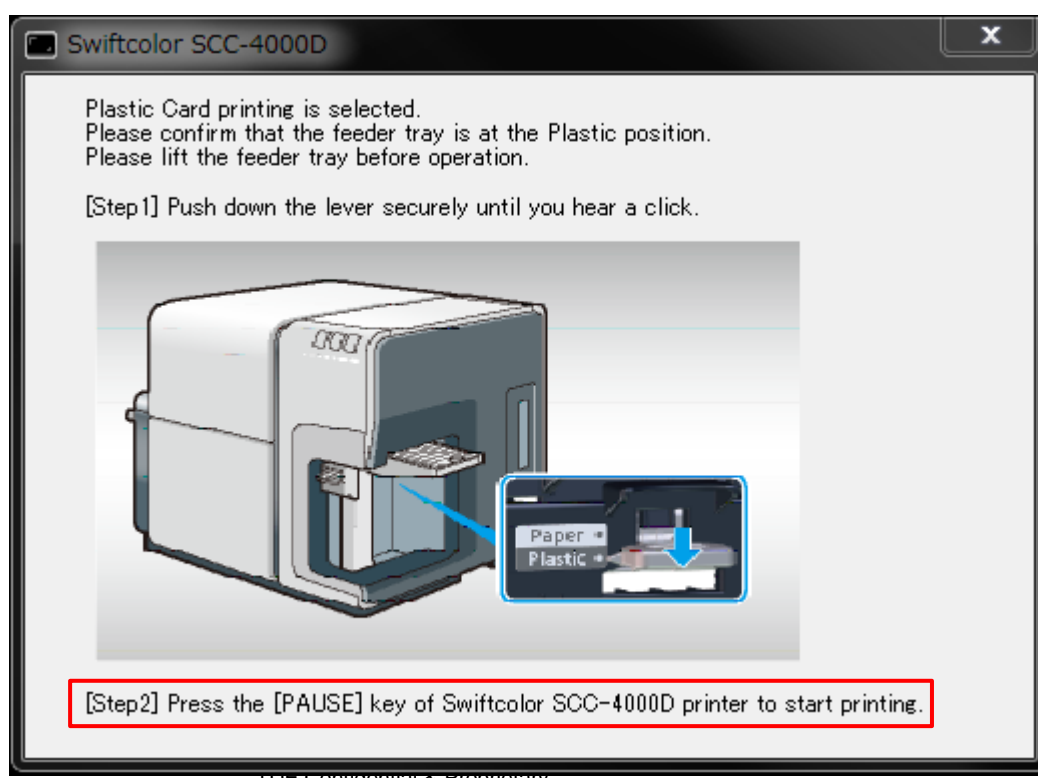 Swiftcolor SCC-4000D
x
Plastic Card printing is selected.
Please confirm that the feeder tray is at the Plastic position.
Please lift the feeder tray before operation.
[Step1] Push down the lever securely until you hear a click.
SCC
Paper
Plastic
[Step2] Press the [PAUSE] key of Swiftcolor SCC-4000D printer to start printing.